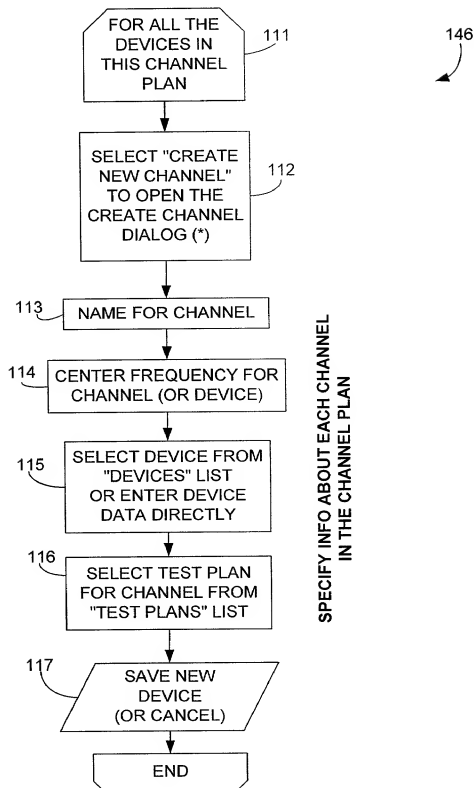 FOR ALL THE
DEVICES IN
THIS CHANNEL
PLAN
111
146
SELECT "CREATE
NEW CHANNEL"
TO OPEN THE
CREATE CHANNEL
DIALOG (*)
112
113
NAME FOR CHANNEL
114
CENTER FREQUENCY FOR
CHANNEL (OR DEVICE)
115
SELECT DEVICE FROM
"DEVICES" LIST
OR ENTER DEVICE
DATA DIRECTLY
116
SELECT TEST PLAN
FOR CHANNEL FROM
"TEST PLANS" LIST
117
SAVE NEW
DEVICE
(OR CANCEL)
END
SPECIFY INFO ABOUT EACH CHANNEL
IN THE CHANNEL PLAN